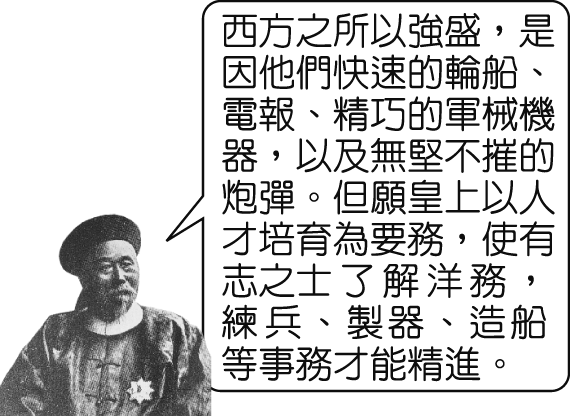 西方之所以強盛，是
因他們快速的輪船、
電報、精巧的軍械機
器，以及無堅不摧的
炮彈。但願皇上以人
才培育為要務，使有
志之士了解洋務，
練兵、製器、造船
等事務才能精進。